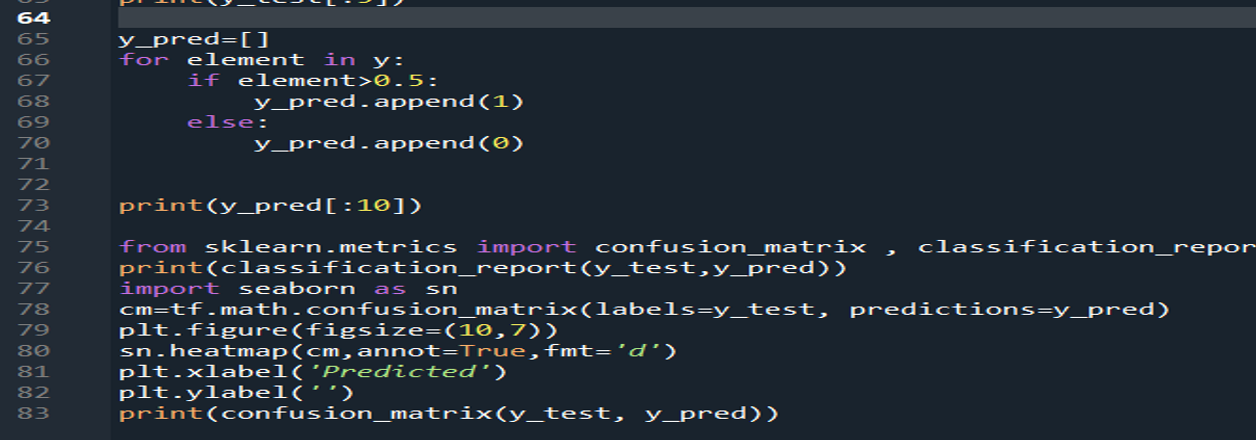 63 print(y_test[:5])
64
65 y_pred=[]
66 for element in y:
67     if element>0.5:
68         y_pred.append(1)
69     else:
70         y_pred.append(0)
71
72
73 print(y_pred[:10])
74
75 from sklearn.metrics import confusion_matrix , classification_repor
76 print(classification_report(y_test,y_pred))
77 import seaborn as sn
78 cm=tf.math.confusion_matrix(labels=y_test, predictions=y_pred)
79 plt.figure(figsize=(10,7))
80 sn.heatmap(cm,annot=True,fmt='d')
81 plt.xlabel('Predicted')
82 plt.ylabel('')
83 print(confusion_matrix(y_test, y_pred))